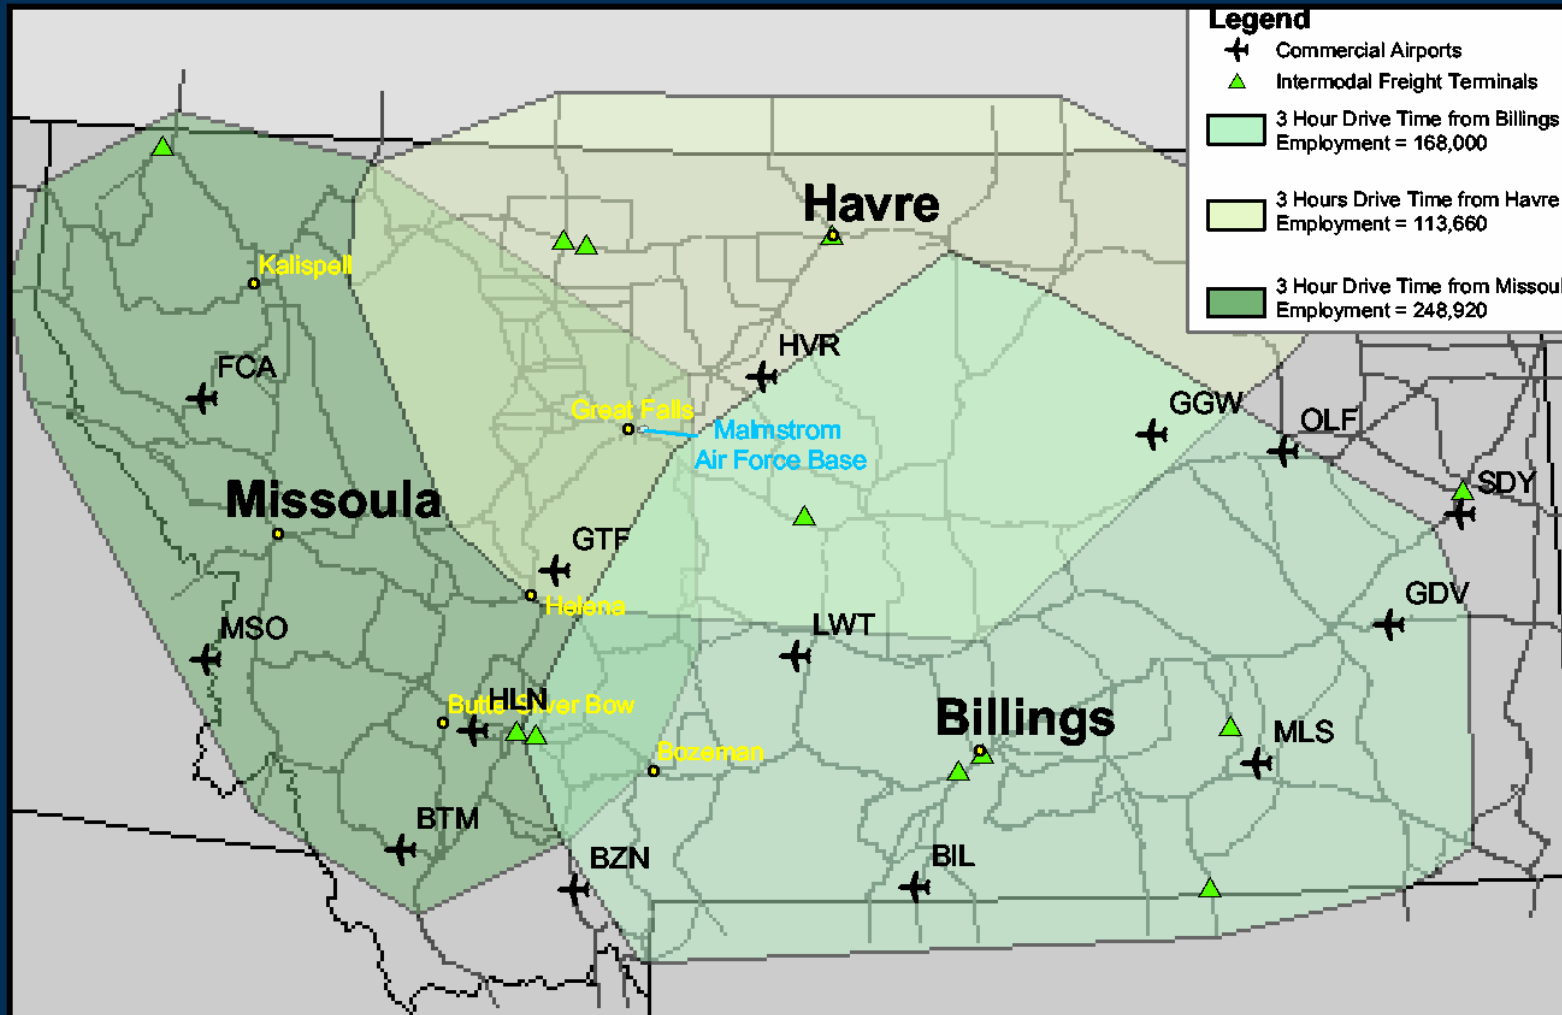 Legend
Commercial Airports
Intermodal Freight Terminals
3 Hour Drive Time from Billings
Employment = 168,000
3 Hours Drive Time from Havre
Employment = 113,660
3 Hour Drive Time from Missoul
Employment = 248,920
Havre
Kalispell
HVR
FCA
GGW
Great Falls
OLF
Malmstrom
Air Force Base
SDY
Missoula
GTF
GDV
Helena
MSO
LWT
HLN
Butte-Silver Bow
Billings
MLS
Bozeman
BTM
BZN
BIL